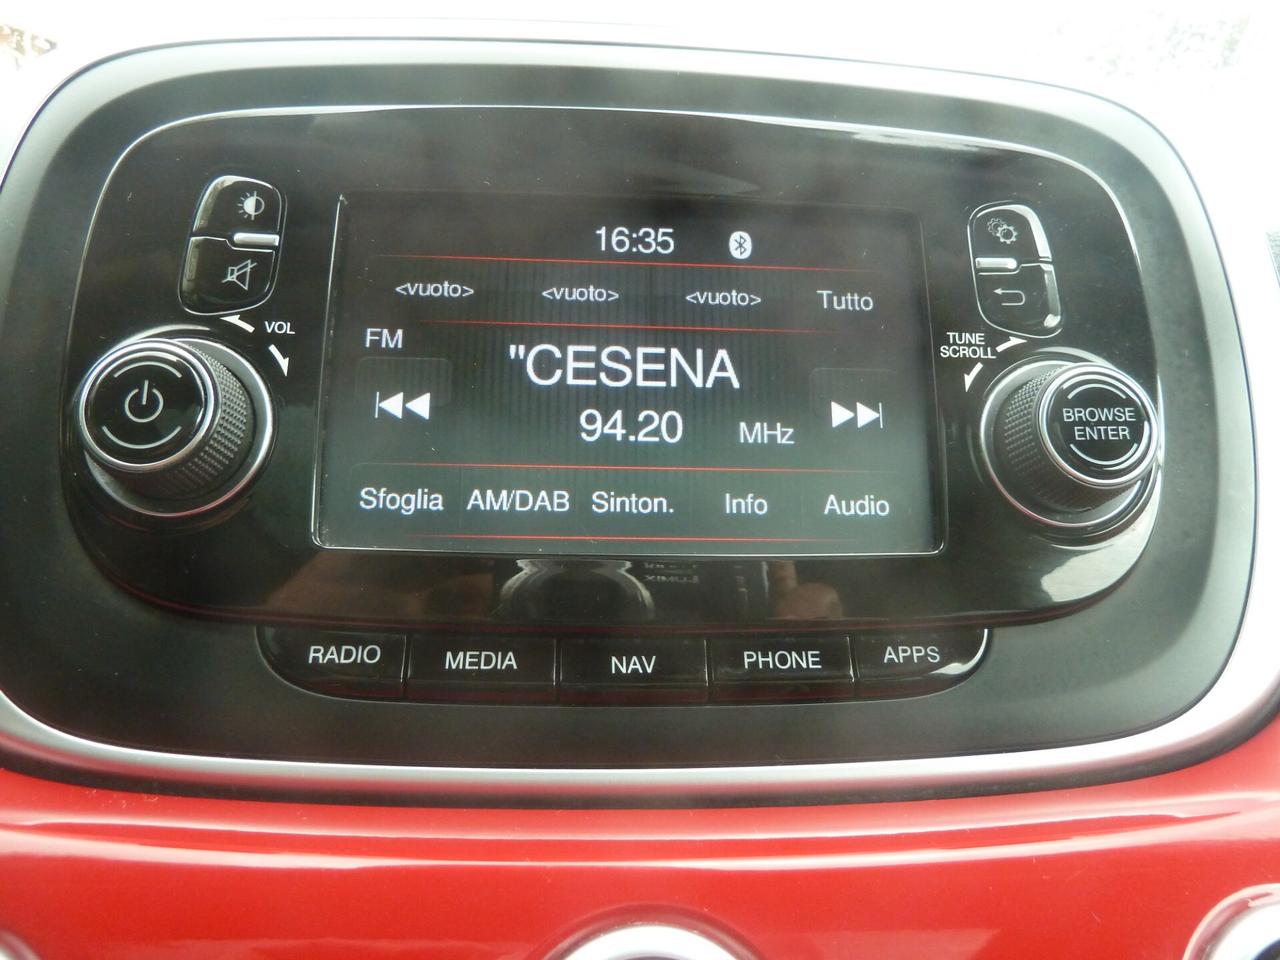 16:35
<vuoto> <vuoto> <vuoto> Tutto
FM
"CESENA
94.20 MHz
Sfoglia AM/DAB Sinton. Info Audio
VOL
TUNE
SCROLL
BROWSE
ENTER
LUMIX
RADIO MEDIA NAV PHONE APPS